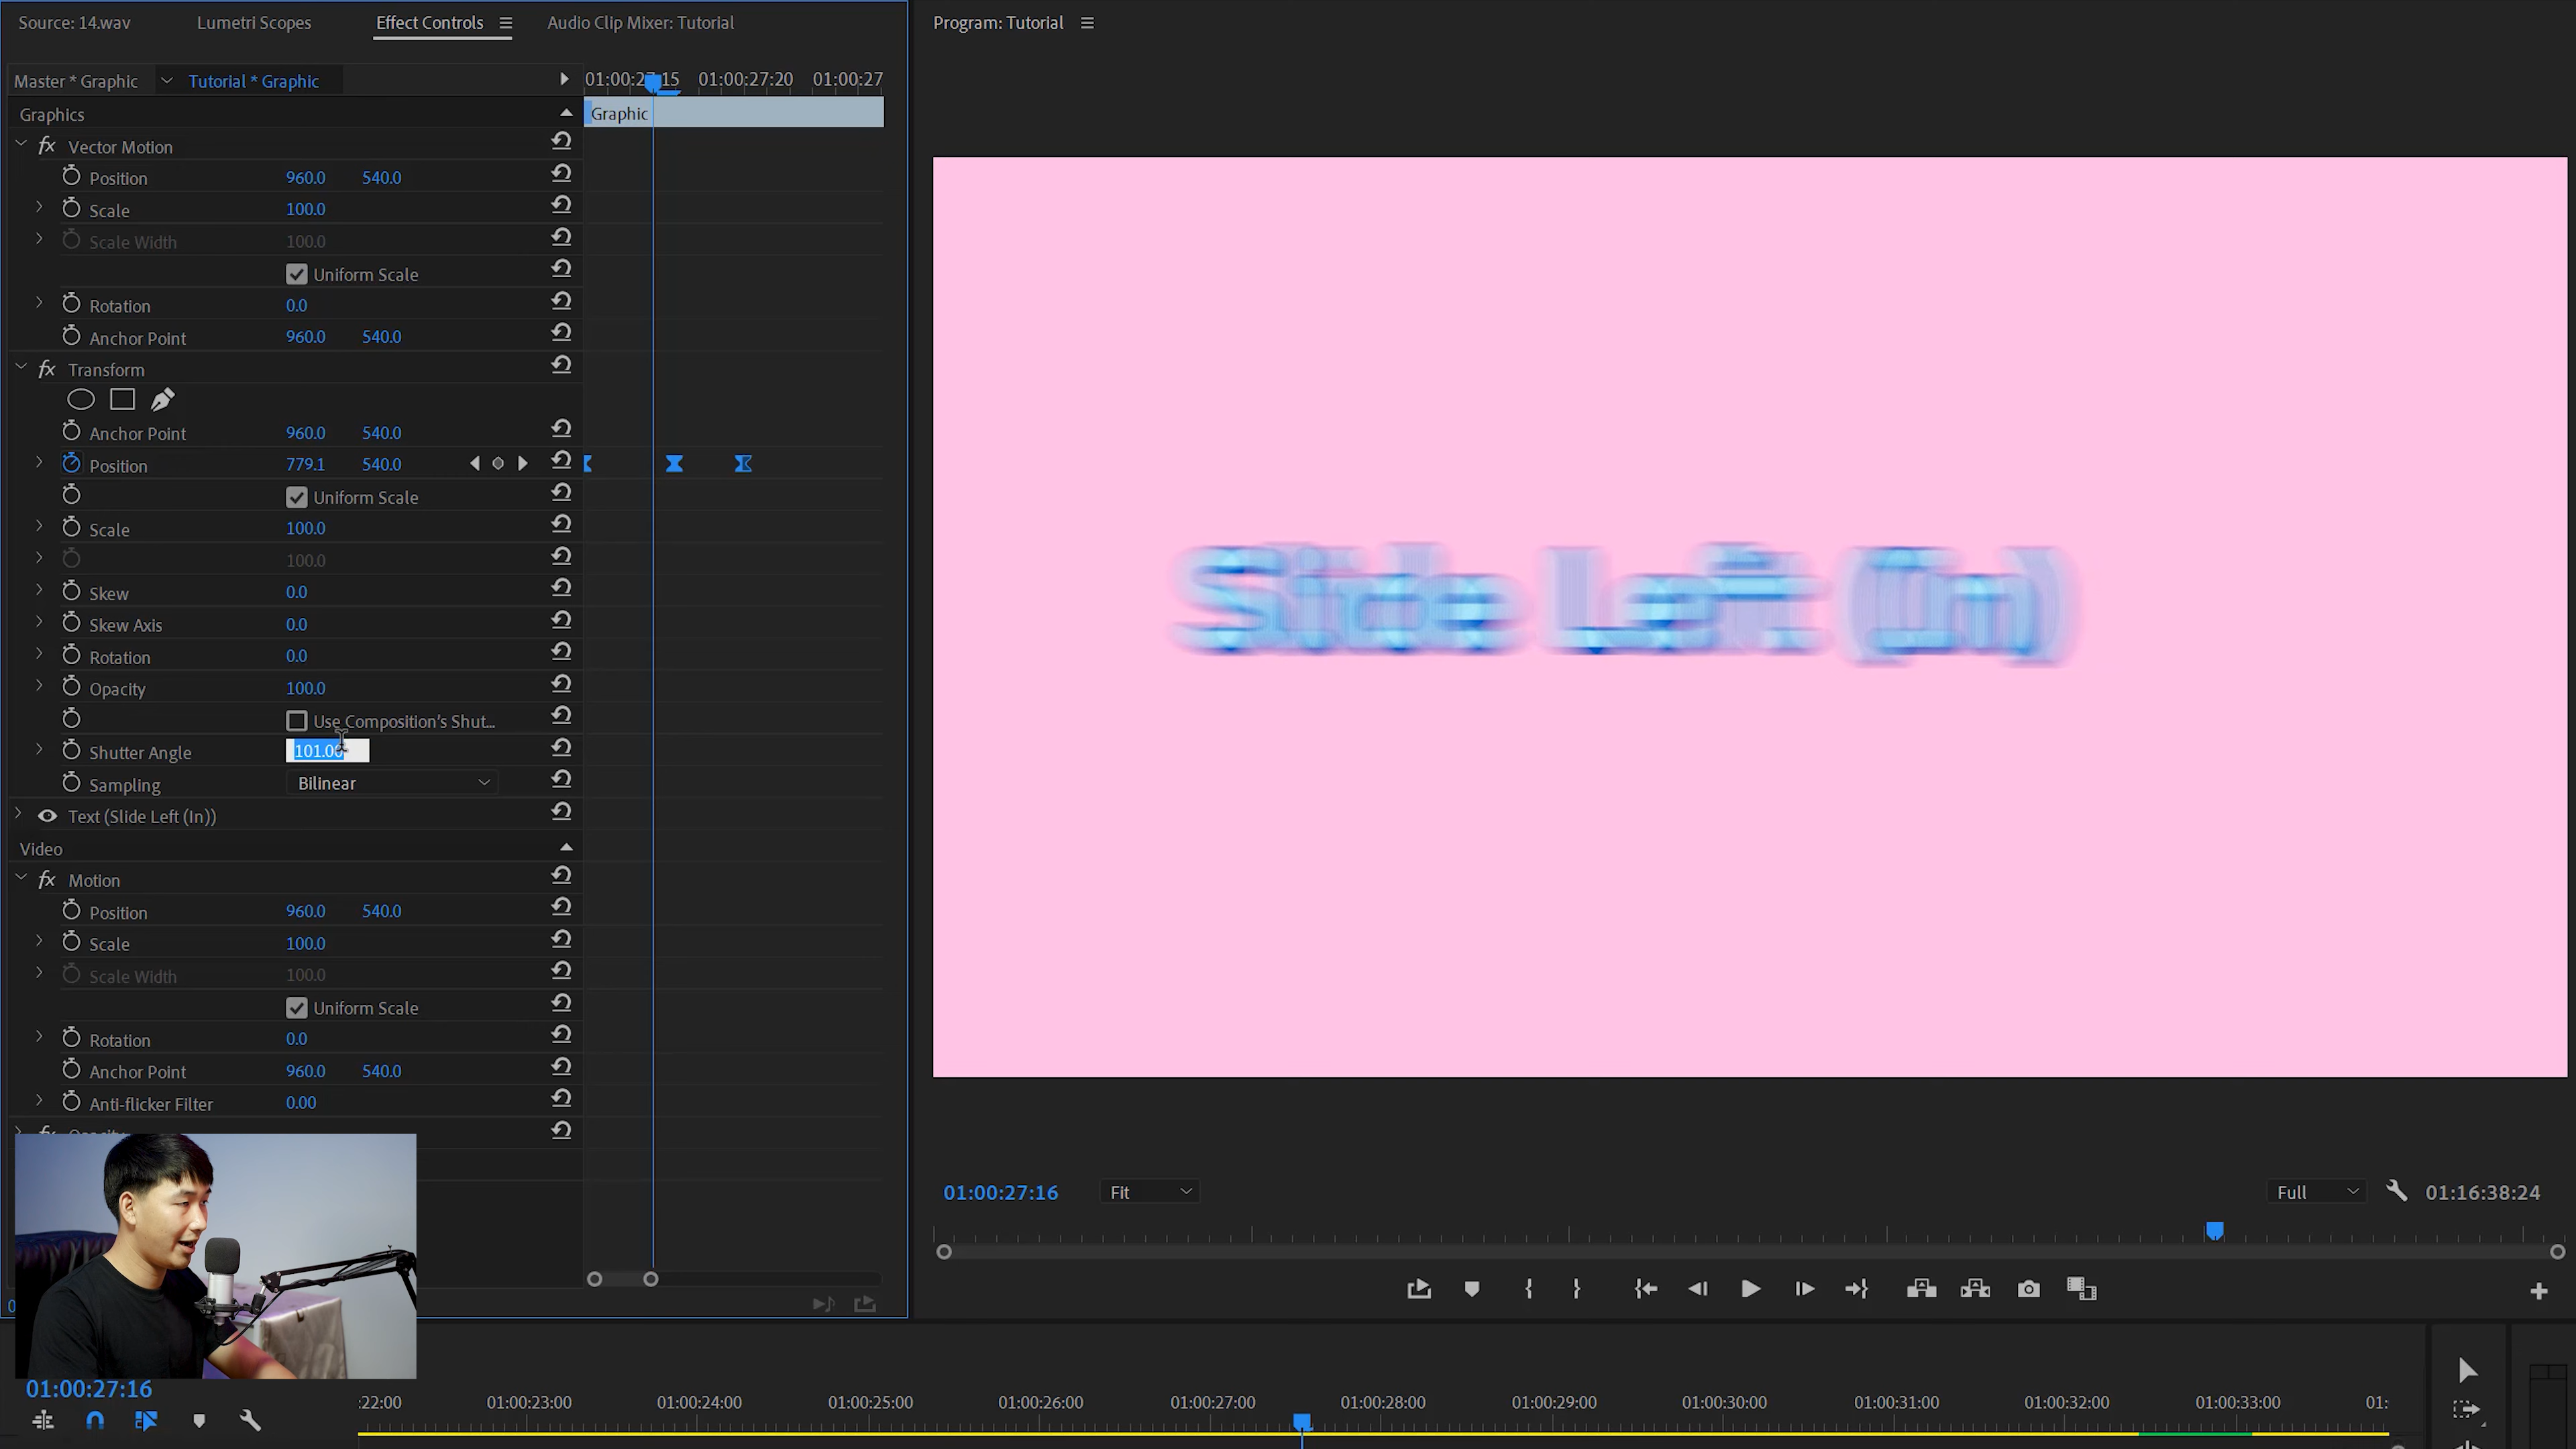 Source: 14.wav
Lumetri Scopes
Effect Controls
Audio Clip Mixer: Tutorial
Program: Tutorial
Master * Graphic
Tutorial * Graphic
01:00:27:15
01:00:27:20
01:00:27
Graphics
Graphic
Vector Motion
Position 960.0 540.0
Scale 100.0
Scale Width 100.0
Uniform Scale
Rotation 0.0
Anchor Point 960.0 540.0
Transform
Anchor Point 960.0 540.0
Position 779.1 540.0
Uniform Scale
Scale 100.0
100.0
Skew 0.0
Skew Axis 0.0
Rotation 0.0
Opacity 100.0
Use Composition's Shut...
Shutter Angle 101.00
Sampling Bilinear
Text (Slide Left (In))
Video
Motion
Position 960.0 540.0
Scale 100.0
Scale Width 100.0
Uniform Scale
Rotation 0.0
Anchor Point 960.0 540.0
Anti-flicker Filter 0.00
Slide Left (In)
01:00:27:16
Fit
Full
01:16:38:24
01:00:27:16
:22:00
01:00:23:00
01:00:24:00
01:00:25:00
01:00:26:00
01:00:27:00
01:00:28:00
01:00:29:00
01:00:30:00
01:00:31:00
01:00:32:00
01:00:33:00
01: